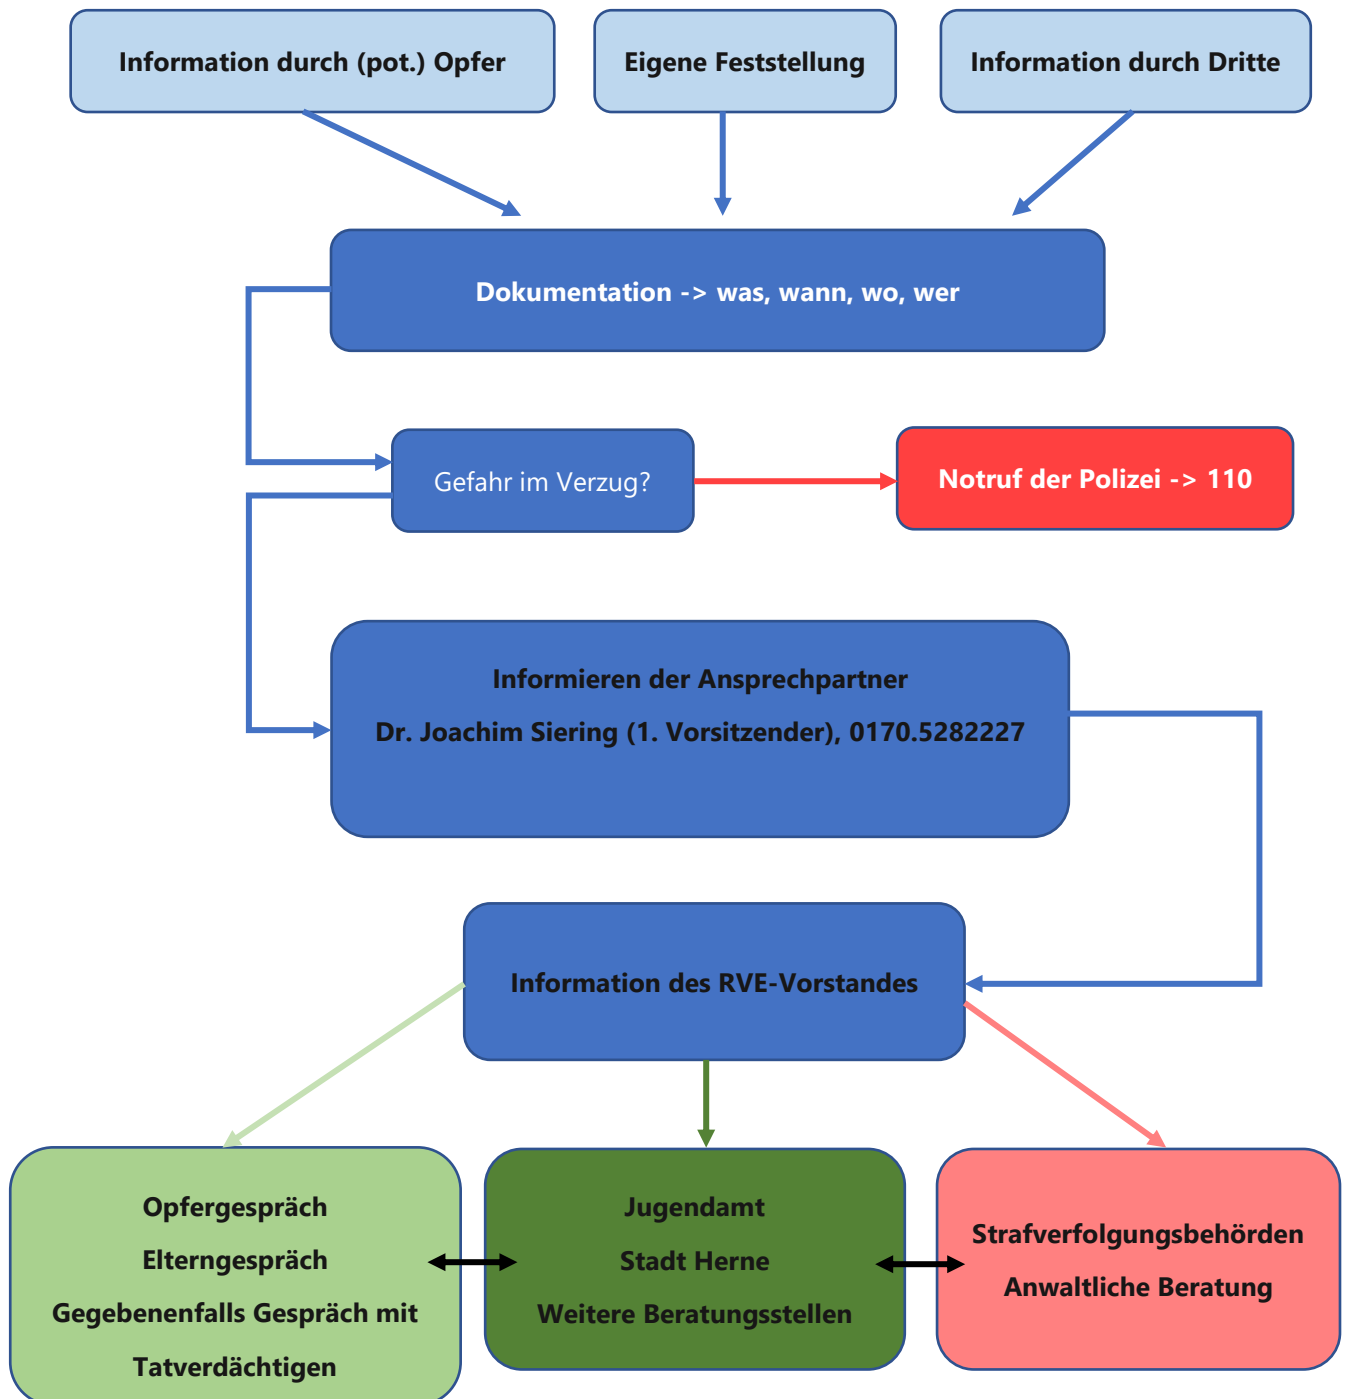 Information durch (pot.) Opfer
Eigene Feststellung
Information durch Dritte
Dokumentation -> was, wann, wo, wer
Gefahr im Verzug?
Notruf der Polizei -> 110
Informieren der Ansprechpartner
Dr. Joachim Siering (1. Vorsitzender), 0170.5282227
Information des RVE-Vorstandes
Opfergespräch
Elterngespräch
Gegebenenfalls Gespräch mit
Tatverdächtigen
Jugendamt
Stadt Herne
Weitere Beratungsstellen
Strafverfolgungsbehörden
Anwaltliche Beratung